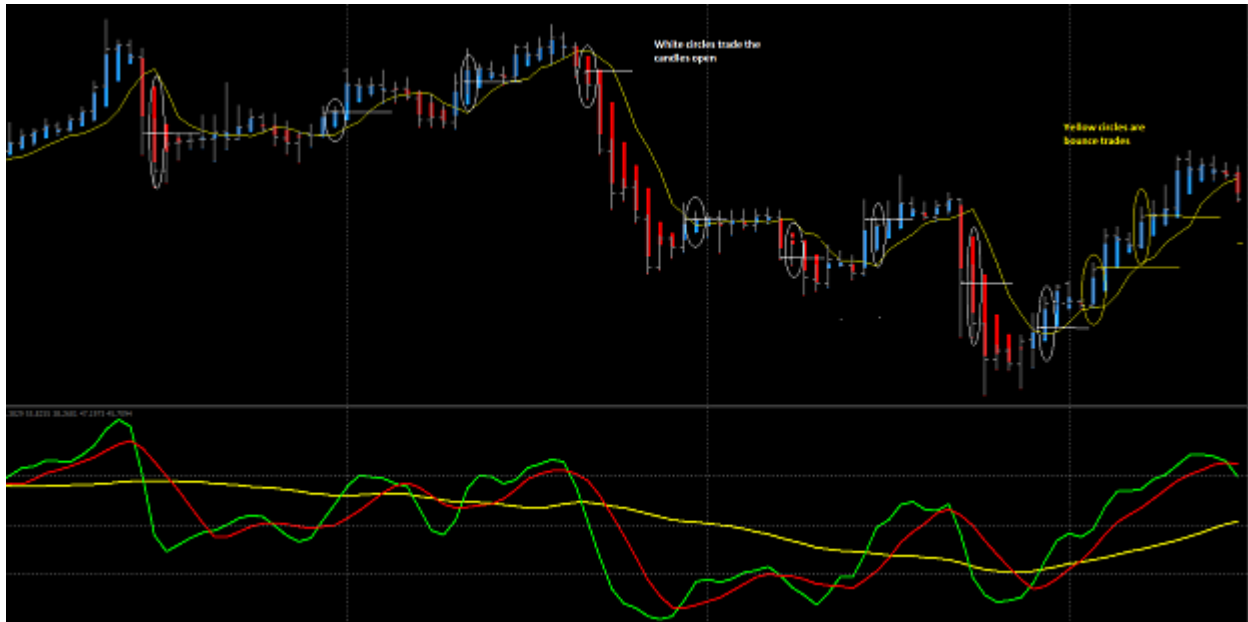 White circles trade the
candles open
Yellow circles are
bounce trades